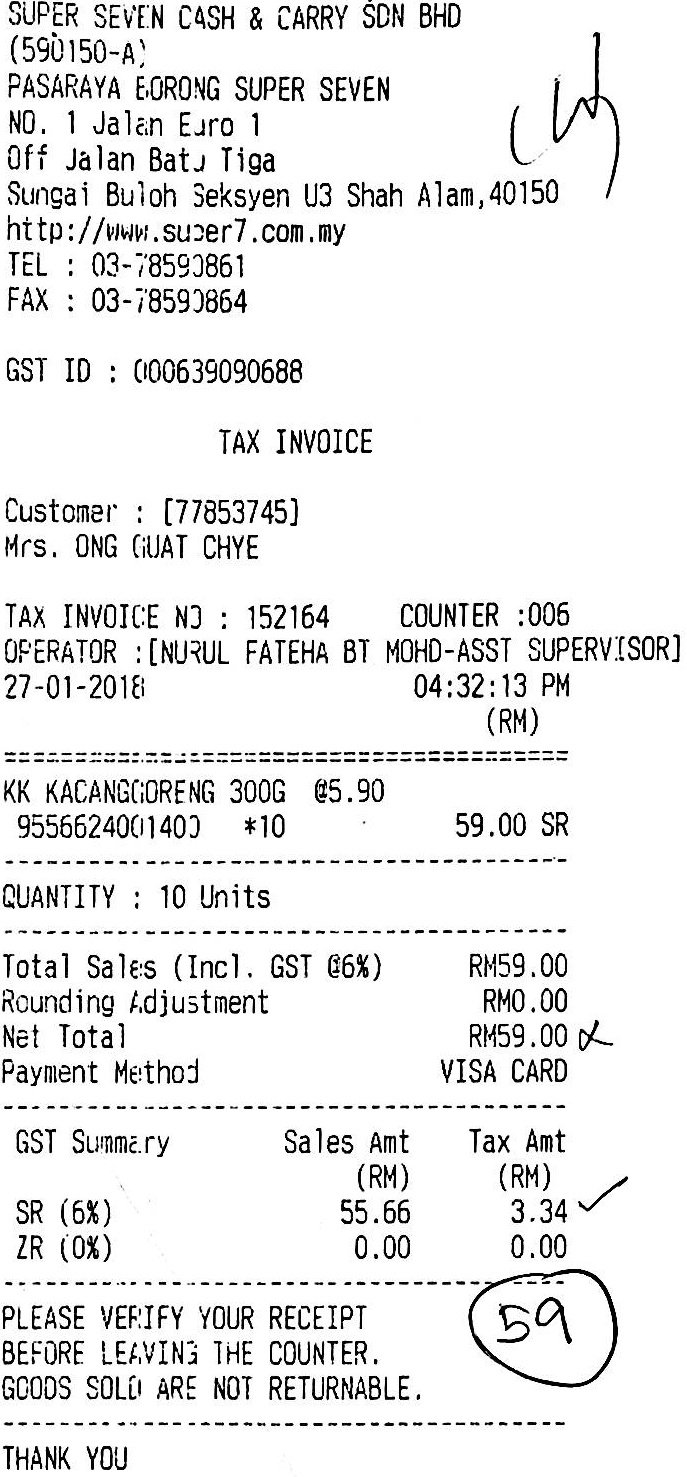 SUPER SEVEN CASH & CARRY SDN BHD
(590150-A)
PASARAYA BORONG SUPER SEVEN
NO. 1 Jalan Euro 1
Off Jalan Batu Tiga
Sungai Buloh Seksyen U3 Shah Alam,40150
http://www.super7.com.my
TEL : 03-78590861
FAX : 03-78590864
GST ID : 000639090688
TAX INVOICE
Customer : [77853745]
Mrs. ONG GUAT CHYE
TAX INVOICE NO : 152164 COUNTER :006
OPERATOR :[NURUL FATEHA BT MOHD-ASST SUPERVISOR]
27-01-2018 04:32:13 PM
(RM)
======================================
KK KACANGGORENG 300G @5.90
9556624001400 *10 59.00 SR
--------------------------------------
QUANTITY : 10 Units
--------------------------------------
Total Sales (Incl. GST @6%) RM59.00
Rounding Adjustment RM0.00
Net Total RM59.00
Payment Method VISA CARD
--------------------------------------
GST Summary Sales Amt Tax Amt
(RM) (RM)
SR (6%) 55.66 3.34
ZR (0%) 0.00 0.00
--------------------------------------
PLEASE VERIFY YOUR RECEIPT
59
BEFORE LEAVING THE COUNTER.
GOODS SOLD ARE NOT RETURNABLE.
--------------------------------------
THANK YOU